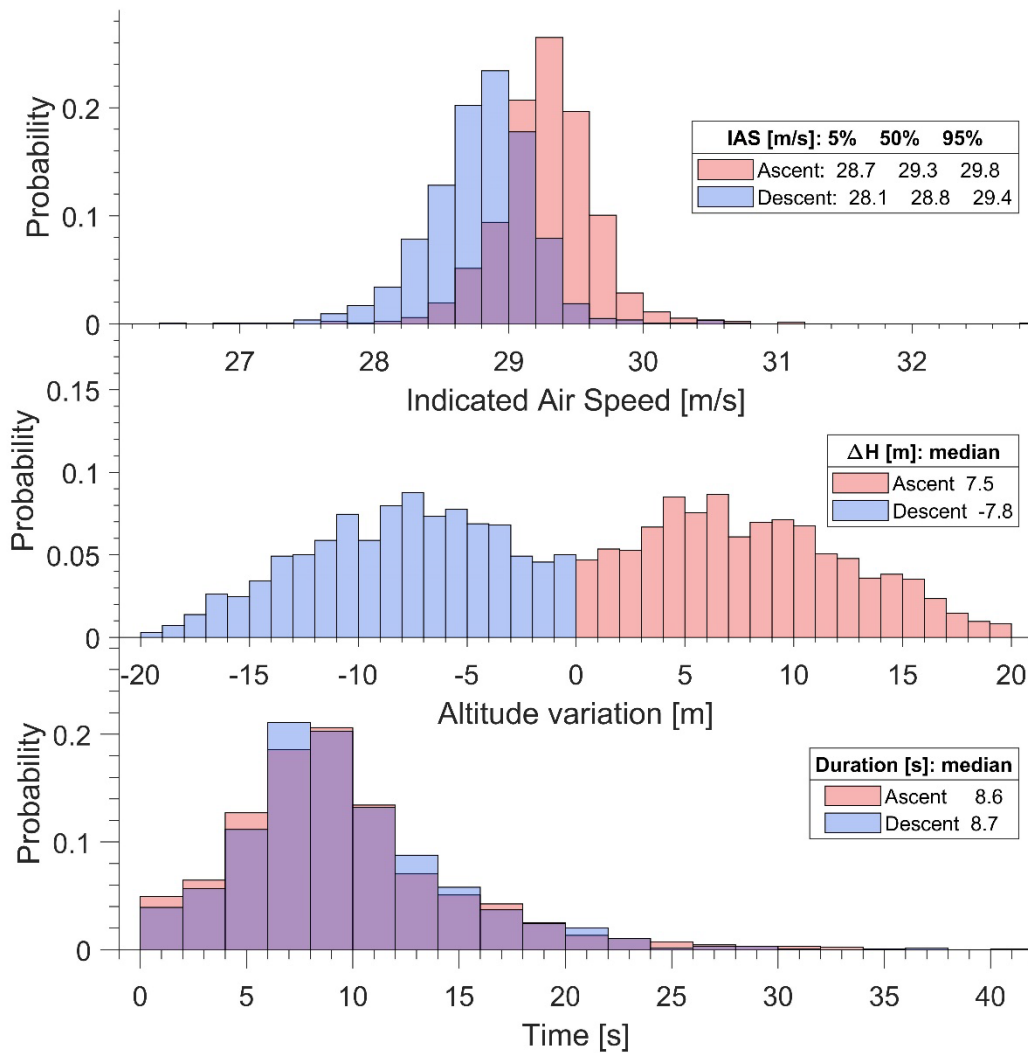 0.2
0.1
0
Probability
IAS [m/s]: 5% 50% 95%
Ascent: 28.7 29.3 29.8
Descent: 28.1 28.8 29.4
27 28 29 30 31 32
Indicated Air Speed [m/s]
0.15
0.1
0.05
0
Probability
ΔH [m]: median
Ascent 7.5
Descent -7.8
-20 -15 -10 -5 0 5 10 15 20
Altitude variation [m]
0.2
0.1
0
Probability
Duration [s]: median
Ascent 8.6
Descent 8.7
0 5 10 15 20 25 30 35 40
Time [s]